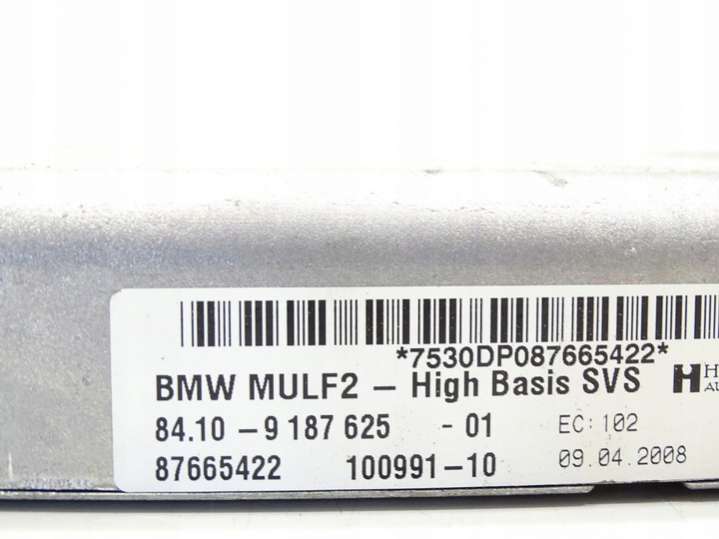 *7530DP087665422*
BMW MULF2 – High Basis SVS
84.10 – 9 187 625 - 01 EC: 102
87665422 100991-10 09.04.2008